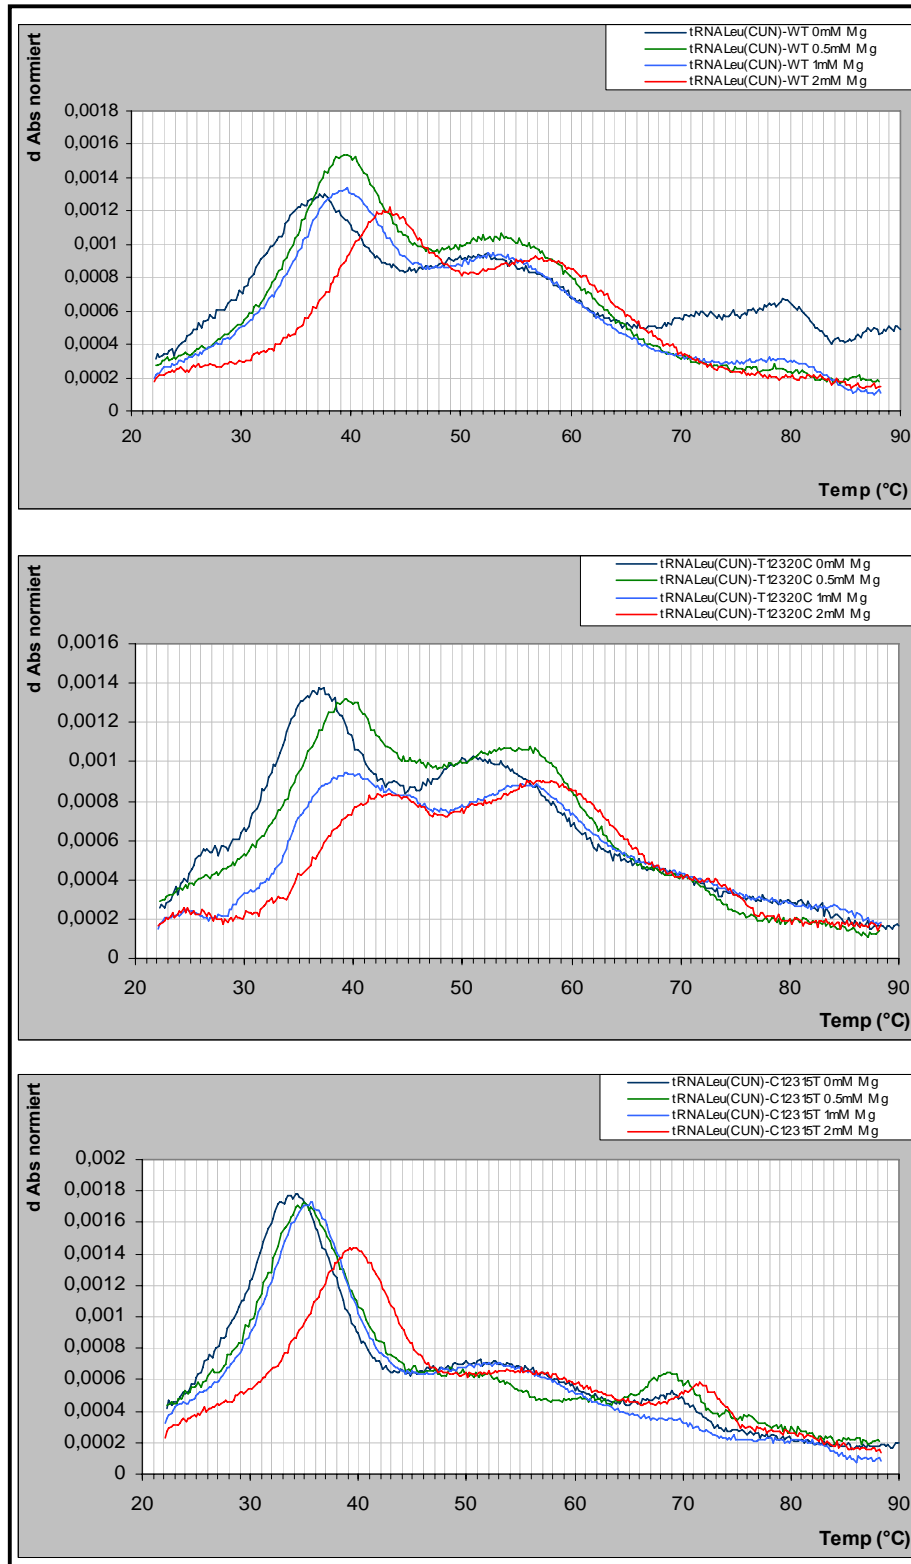 tRNALeu(CUN)-WT 0mM Mg
tRNALeu(CUN)-WT 0.5mM Mg
tRNALeu(CUN)-WT 1mM Mg
tRNALeu(CUN)-WT 2mM Mg
d Abs normiert
0,0018
0,0016
0,0014
0,0012
0,001
0,0008
0,0006
0,0004
0,0002
0
20 30 40 50 60 70 80 90
Temp (°C)
tRNALeu(CUN)-T12320C 0mM Mg
tRNALeu(CUN)-T12320C 0.5mM Mg
tRNALeu(CUN)-T12320C 1mM Mg
tRNALeu(CUN)-T12320C 2mM Mg
d Abs normiert
0,0016
0,0014
0,0012
0,001
0,0008
0,0006
0,0004
0,0002
0
20 30 40 50 60 70 80 90
Temp (°C)
tRNALeu(CUN)-C12315T 0mM Mg
tRNALeu(CUN)-C12315T 0.5mM Mg
tRNALeu(CUN)-C12315T 1mM Mg
tRNALeu(CUN)-C12315T 2mM Mg
d Abs normiert
0,002
0,0018
0,0016
0,0014
0,0012
0,001
0,0008
0,0006
0,0004
0,0002
0
20 30 40 50 60 70 80 90
Temp (°C)